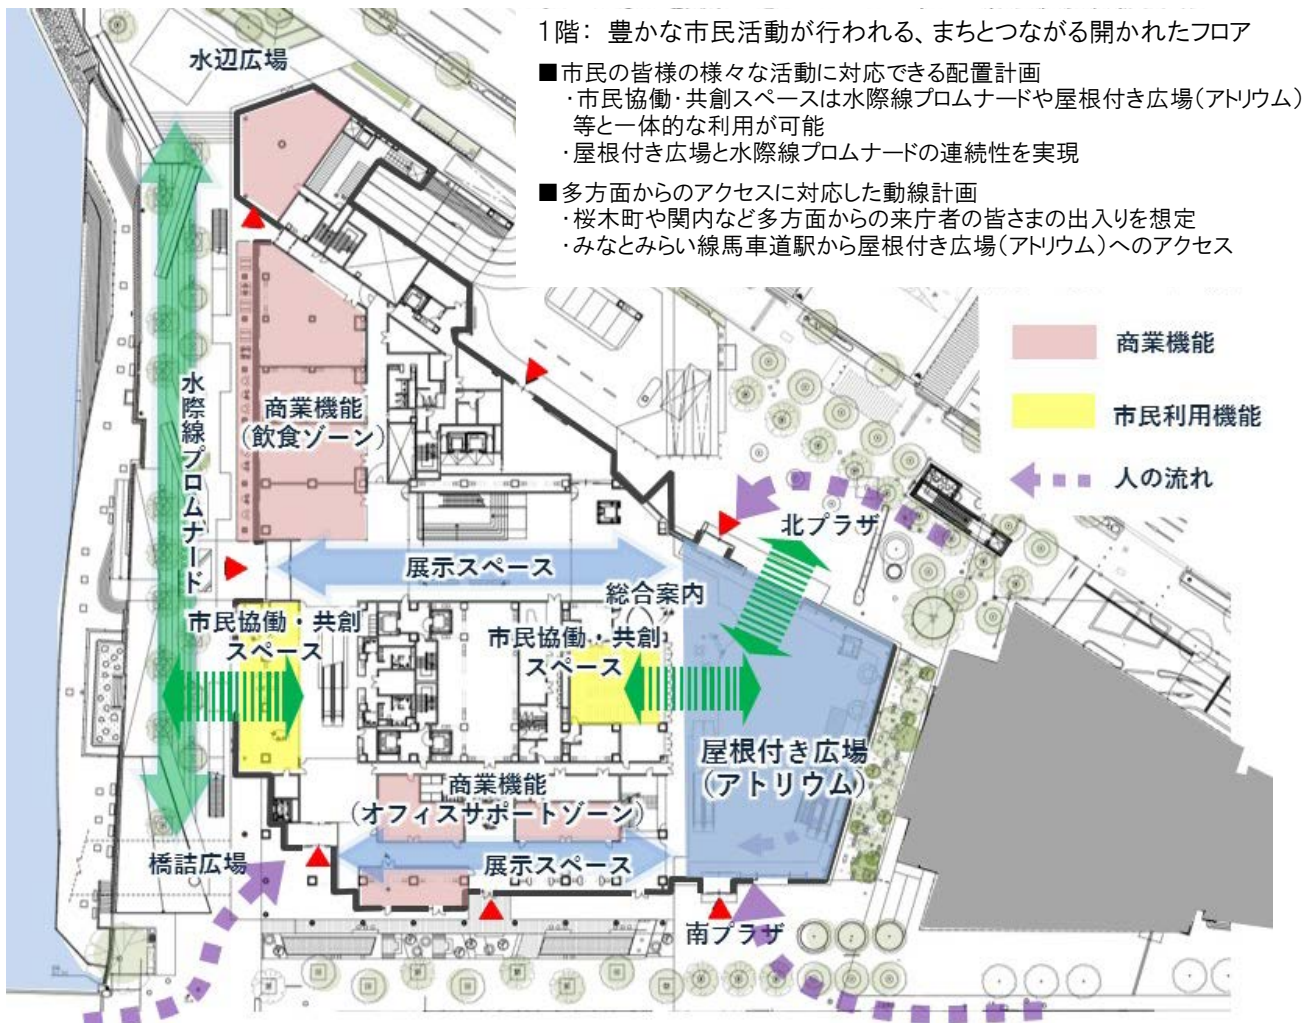 1階： 豊かな市民活動が行われる、まちとつながる開かれたフロア
■市民の皆様の様々な活動に対応できる配置計画
・市民協働・共創スペースは水際線プロムナードや屋根付き広場（アトリウム）
等と一体的な利用が可能
・屋根付き広場と水際線プロムナードの連続性を実現
■多方面からのアクセスに対応した動線計画
・桜木町や関内など多方面からの来庁者の皆さまの出入りを想定
・みなとみらい線馬車道駅から屋根付き広場（アトリウム）へのアクセス
商業機能
市民利用機能
人の流れ
水辺広場
水際線プロムナード
商業機能
（飲食ゾーン）
北プラザ
展示スペース
総合案内
市民協働・共創
スペース
市民協働・共創
スペース
屋根付き広場
（アトリウム）
商業機能
（オフィスサポートゾーン）
展示スペース
橋詰広場
南プラザ